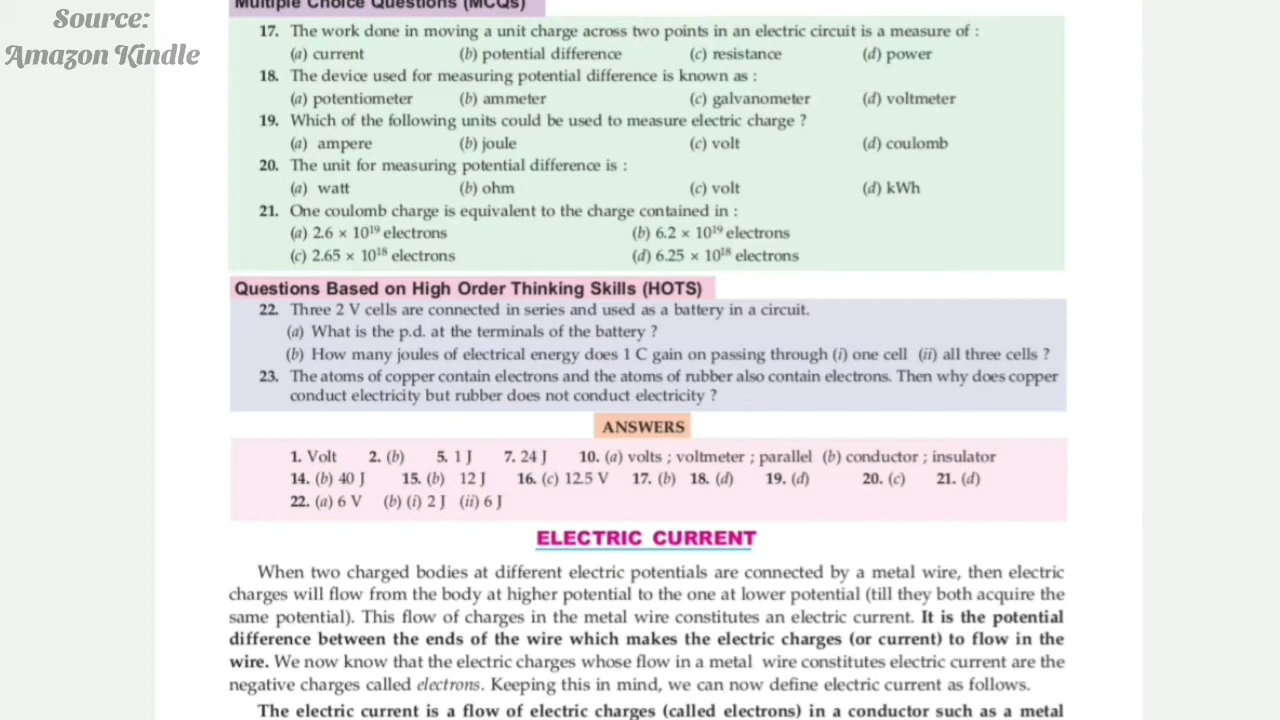 Source:
Amazon Kindle
Multiple Choice Questions (MCQs)
17. The work done in moving a unit charge across two points in an electric circuit is a measure of :
(a) current (b) potential difference (c) resistance (d) power
18. The device used for measuring potential difference is known as :
(a) potentiometer (b) ammeter (c) galvanometer (d) voltmeter
19. Which of the following units could be used to measure electric charge ?
(a) ampere (b) joule (c) volt (d) coulomb
20. The unit for measuring potential difference is :
(a) watt (b) ohm (c) volt (d) kWh
21. One coulomb charge is equivalent to the charge contained in :
(a) 2.6 × 10¹⁹ electrons (b) 6.2 × 10¹⁹ electrons
(c) 2.65 × 10¹⁸ electrons (d) 6.25 × 10¹⁸ electrons
Questions Based on High Order Thinking Skills (HOTS)
22. Three 2 V cells are connected in series and used as a battery in a circuit.
(a) What is the p.d. at the terminals of the battery ?
(b) How many joules of electrical energy does 1 C gain on passing through (i) one cell (ii) all three cells ?
23. The atoms of copper contain electrons and the atoms of rubber also contain electrons. Then why does copper
conduct electricity but rubber does not conduct electricity ?
ANSWERS
1. Volt 2. (b) 5. 1 J 7. 24 J 10. (a) volts ; voltmeter ; parallel (b) conductor ; insulator
14. (b) 40 J 15. (b) 12 J 16. (c) 12.5 V 17. (b) 18. (d) 19. (d) 20. (c) 21. (d)
22. (a) 6 V (b) (i) 2 J (ii) 6 J
ELECTRIC CURRENT
When two charged bodies at different electric potentials are connected by a metal wire, then electric
charges will flow from the body at higher potential to the one at lower potential (till they both acquire the
same potential). This flow of charges in the metal wire constitutes an electric current. It is the potential
difference between the ends of the wire which makes the electric charges (or current) to flow in the
wire. We now know that the electric charges whose flow in a metal wire constitutes electric current are the
negative charges called electrons. Keeping this in mind, we can now define electric current as follows.
The electric current is a flow of electric charges (called electrons) in a conductor such as a metal